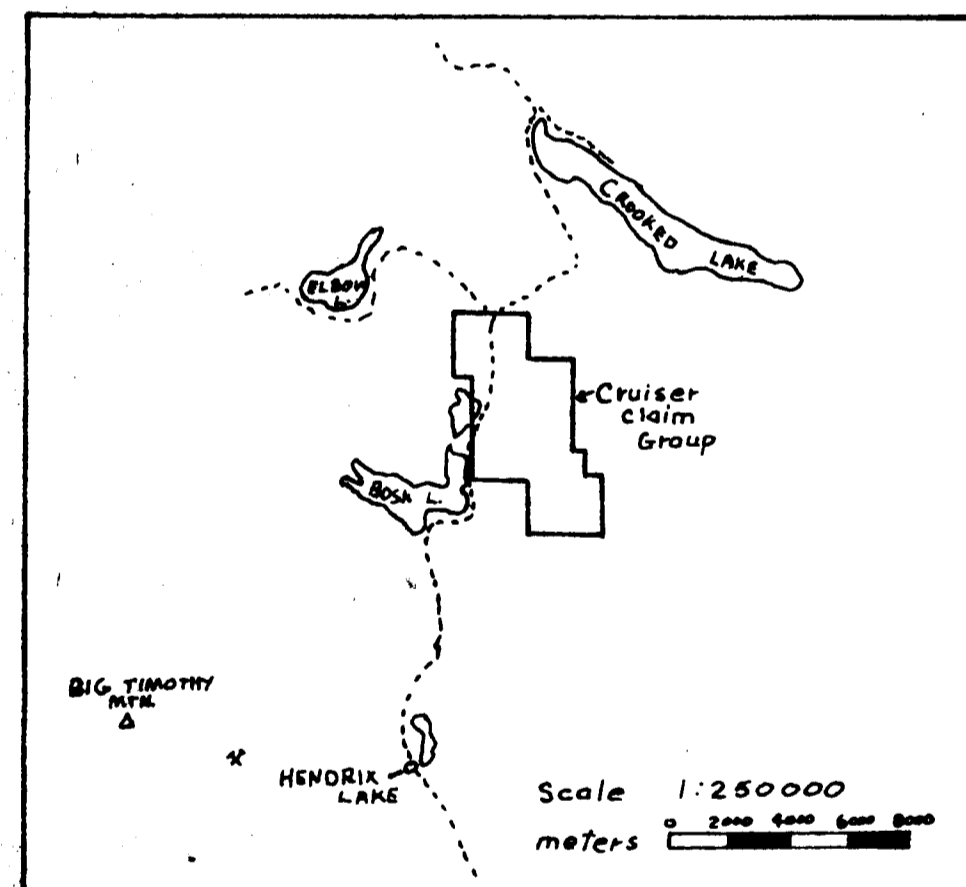 CROOKED LAKE
ELBOW
L.
Cruiser
claim
Group
BOSK L.
BIG TIMOTHY
MTN.
HENDRIX
LAKE
Scale 1:250000
0 2000 4000 6000 8000
meters